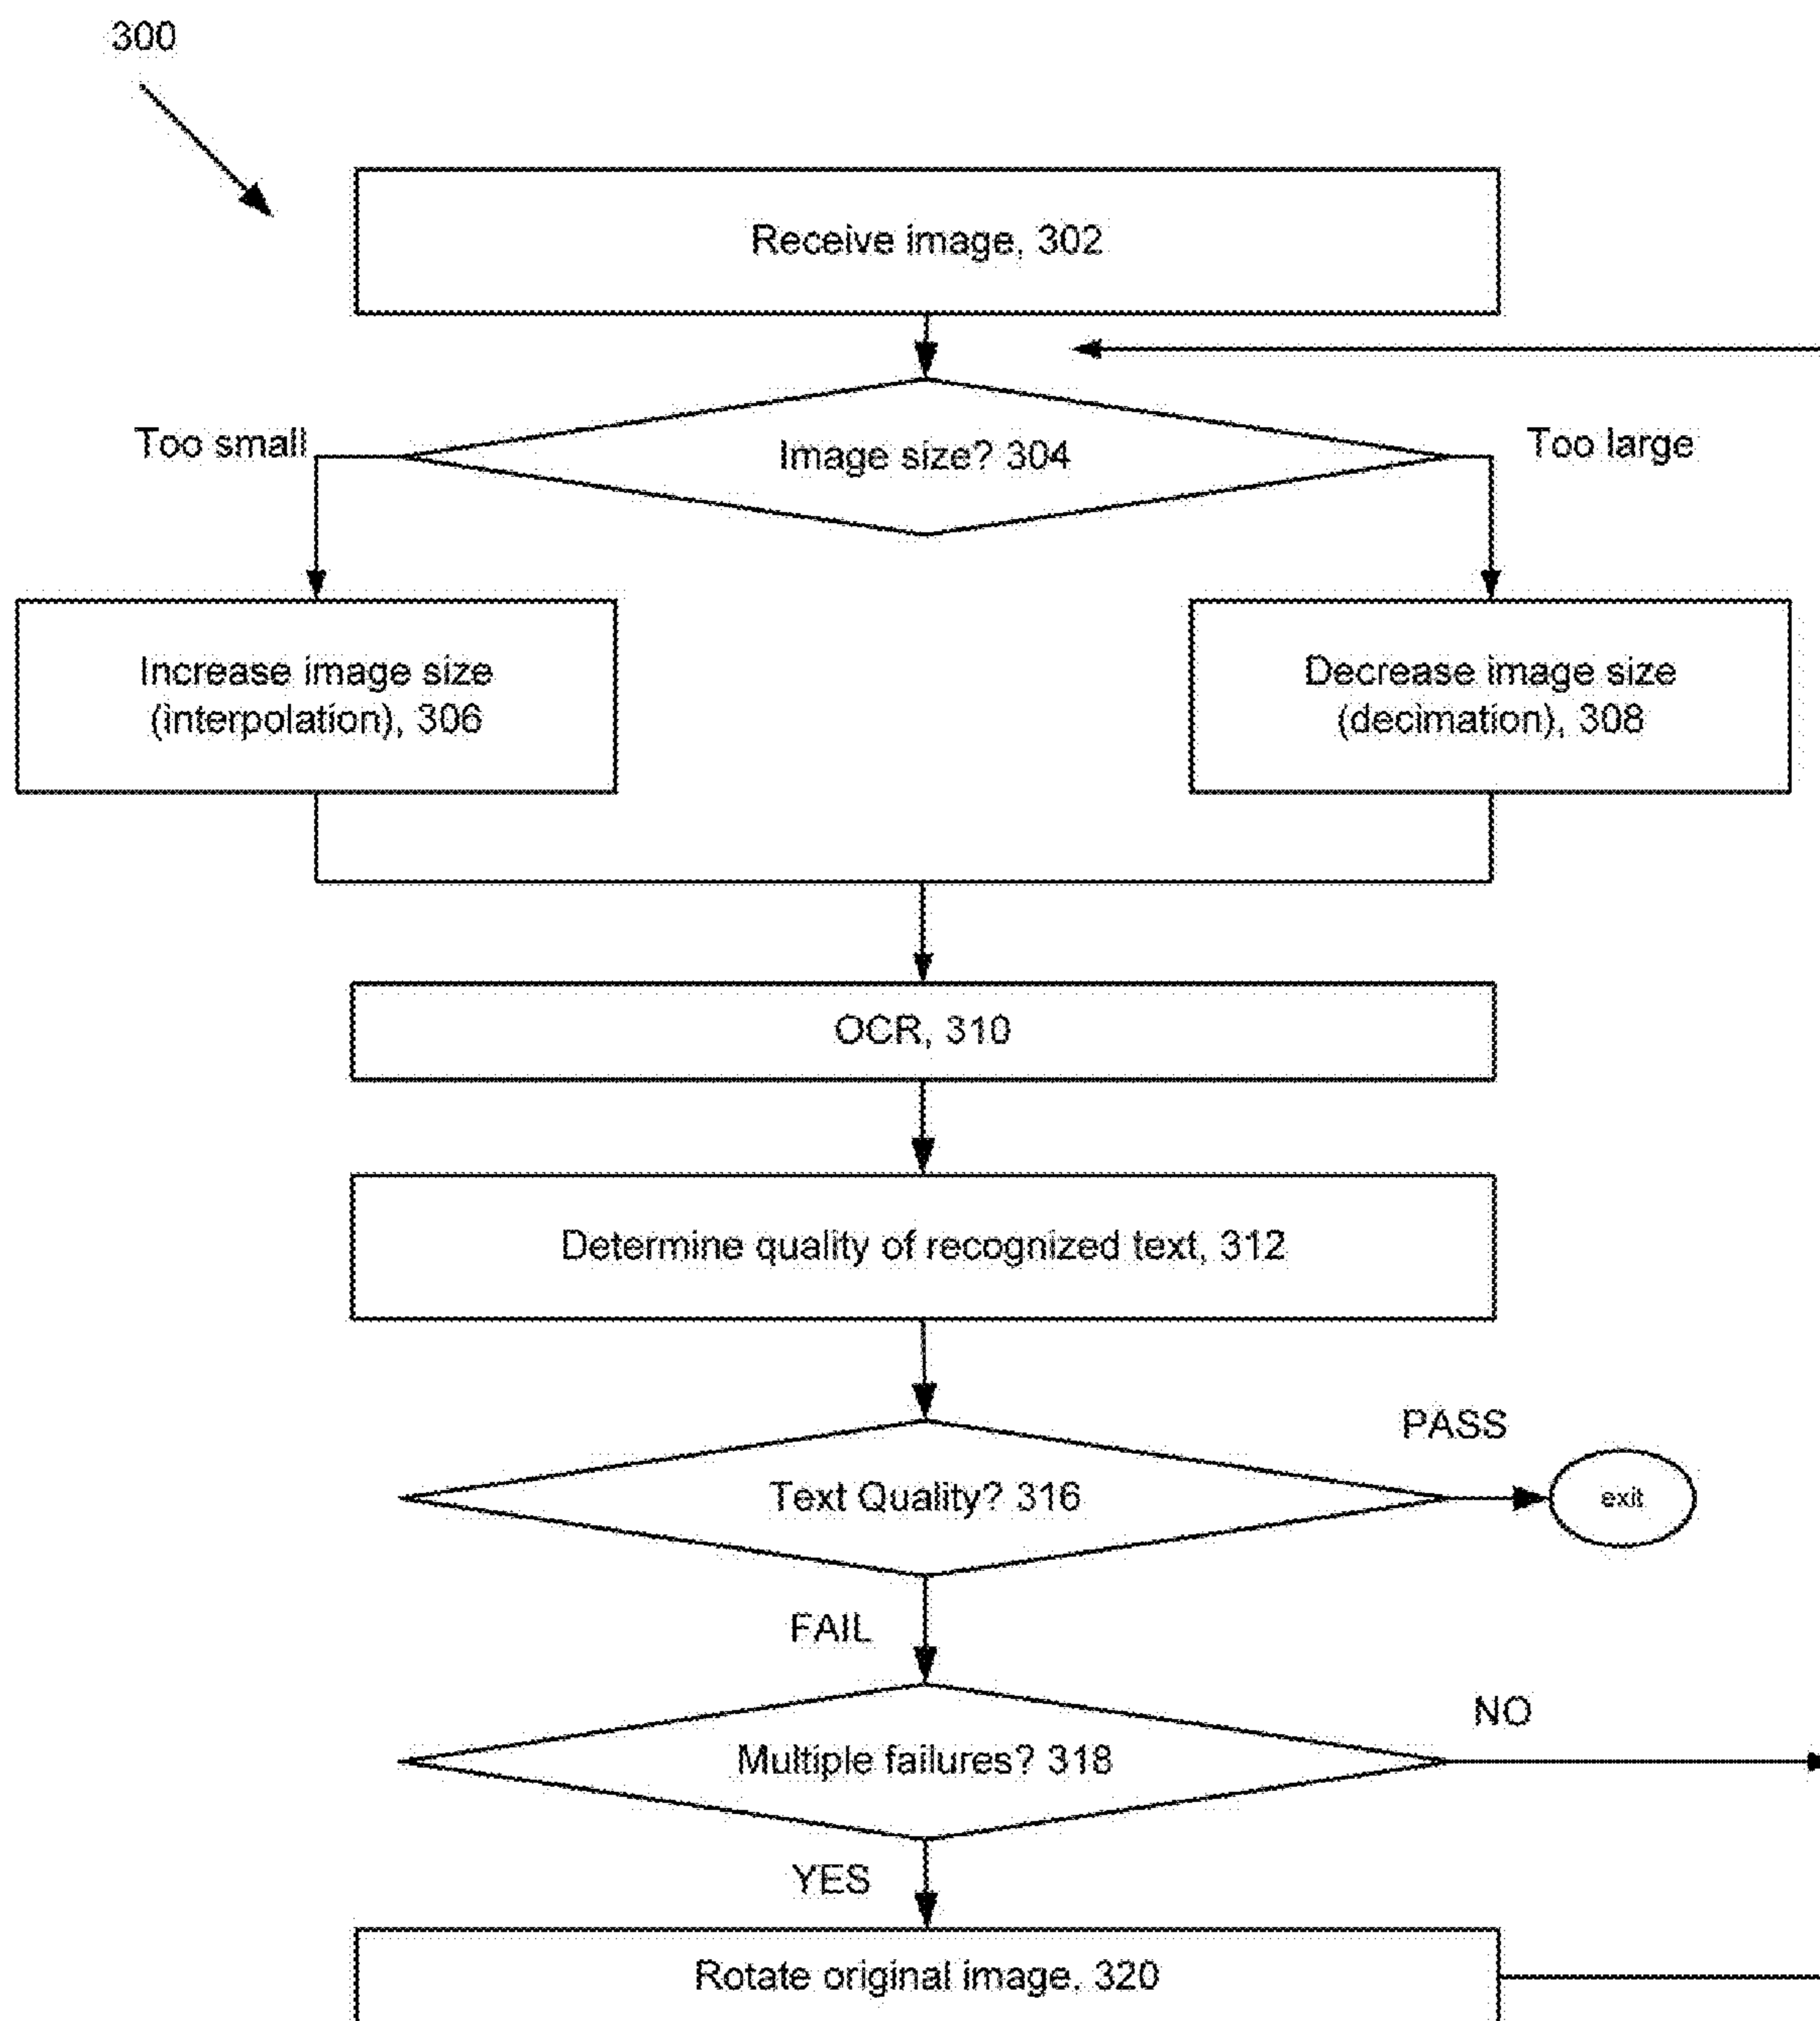 300
Receive image, 302
Too small
Image size? 304
Too large
Increase image size
(interpolation), 306
Decrease image size
(decimation), 308
OCR, 310
Determine quality of recognized text, 312
PASS
Text Quality? 316
exit
FAIL
NO
Multiple failures? 318
YES
Rotate original image, 320